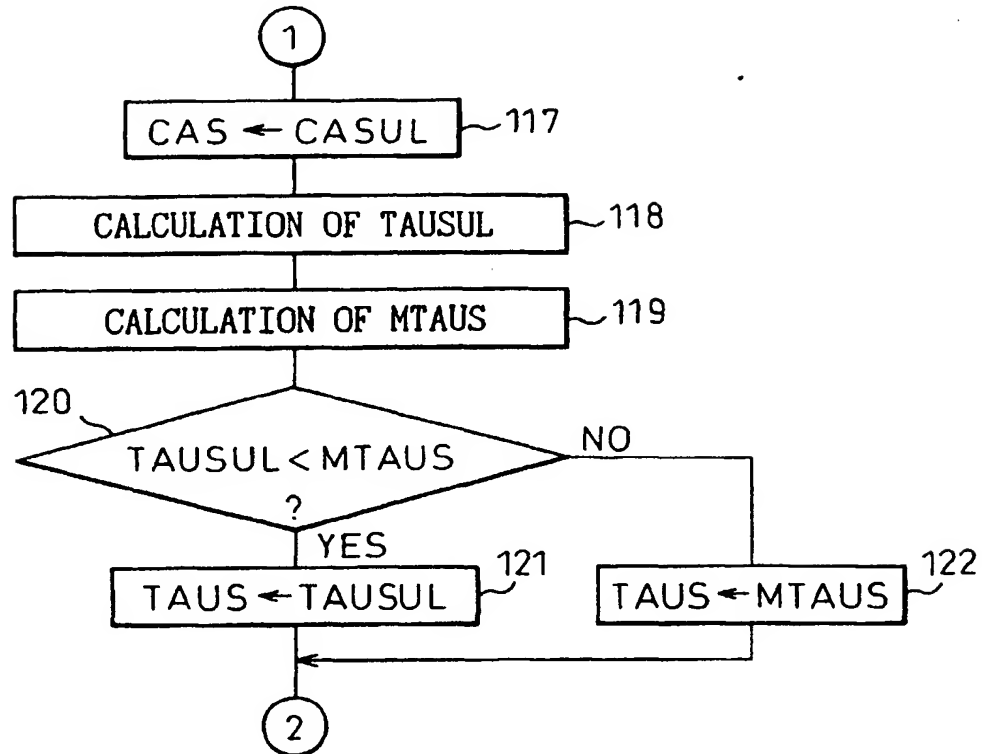 1
CAS ← CASUL
117
CALCULATION OF TAUSUL
118
CALCULATION OF MTAUS
119
120
TAUSUL < MTAUS
?
NO
YES
TAUS ← TAUSUL
121
TAUS ← MTAUS
122
2